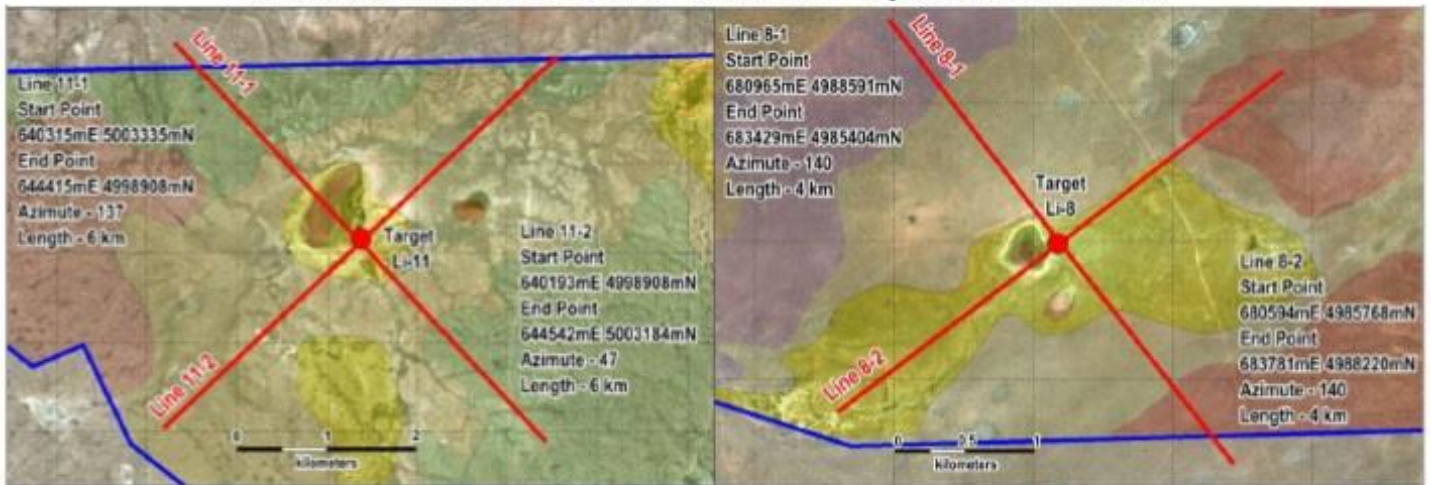 Line 11-1
Line 11-1
Start Point
640315mE 5003335mN
End Point
644415mE 4998908mN
Azimute - 137
Length - 6 km
Target
Li-11
Line 11-2
Start Point
640193mE 4998908mN
End Point
644542mE 5003184mN
Azimute - 47
Length - 6 km
Line 11-2
0 1 2
kilometers
Line 8-1
Start Point
680965mE 4988591mN
End Point
683429mE 4985404mN
Azimute - 140
Length - 4 km
Line 8-1
Target
Li-8
Line 8-2
Start Point
680594mE 4985768mN
End Point
683781mE 4988220mN
Azimute - 140
Length - 4 km
Line 8-2
0 0.5 1
kilometers